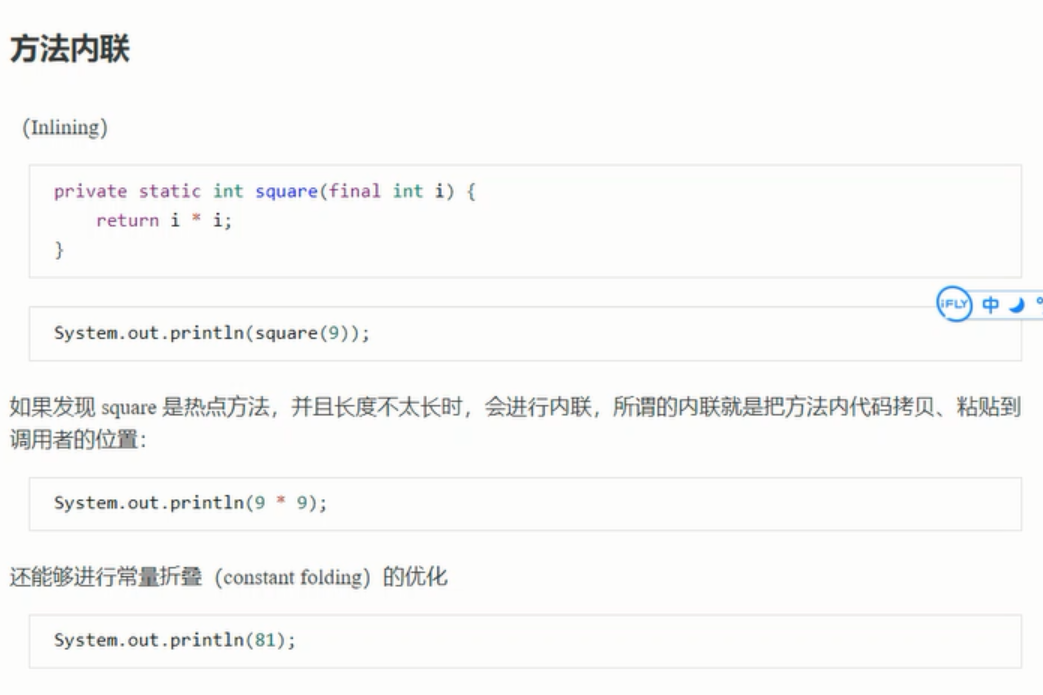 方法内联
（Inlining）
private static int square(final int i) {
    return i * i;
}
iFLY 中
System.out.println(square(9));
如果发现 square 是热点方法，并且长度不太长时，会进行内联，所谓的内联就是把方法内代码拷贝、粘贴到
调用者的位置：
System.out.println(9 * 9);
还能够进行常量折叠（constant folding）的优化
System.out.println(81);